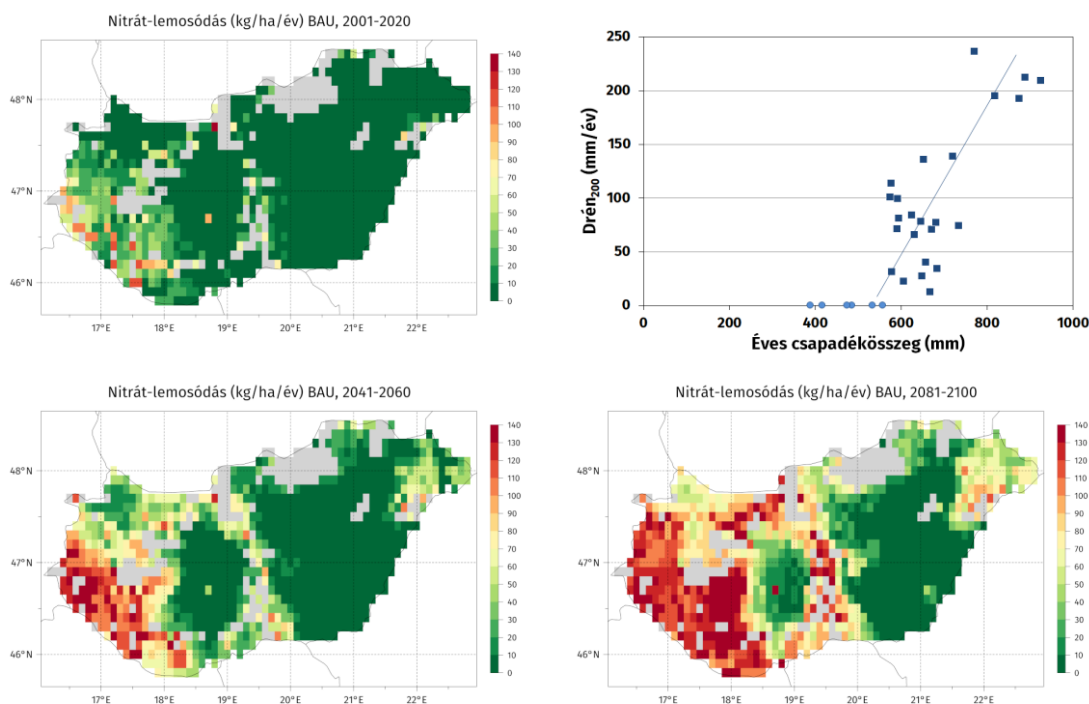 Nitrát-lemosódás (kg/ha/év) BAU, 2001-2020
140
130
120
110
100
90
80
70
60
50
40
30
20
10
0
48°N
47°N
46°N
17°E 18°E 19°E 20°E 21°E 22°E
250
200
150
100
50
0
Drén200 (mm/év)
0 200 400 600 800 1000
Éves csapadékösszeg (mm)
Nitrát-lemosódás (kg/ha/év) BAU, 2041-2060
140
130
120
110
100
90
80
70
60
50
40
30
20
10
0
48°N
47°N
46°N
17°E 18°E 19°E 20°E 21°E 22°E
Nitrát-lemosódás (kg/ha/év) BAU, 2081-2100
140
130
120
110
100
90
80
70
60
50
40
30
20
10
0
48°N
47°N
46°N
17°E 18°E 19°E 20°E 21°E 22°E